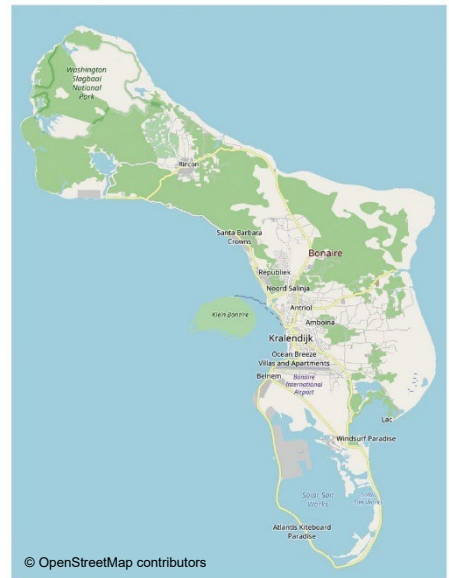 Washington
Slagbaai
National
Park
Rincon
Santa Barbara
Crowns
Bonaire
Republiek
Noord Salinja
Antriol
Klein Bonaire
Amboina
Kralendijk
Ocean Breeze
Villas and Apartments
Belnem
Bonaire
International
Airport
Lac
Windsurf Paradise
Solar Salt
Works
Atlantis Kiteboard
Paradise
© OpenStreetMap contributors